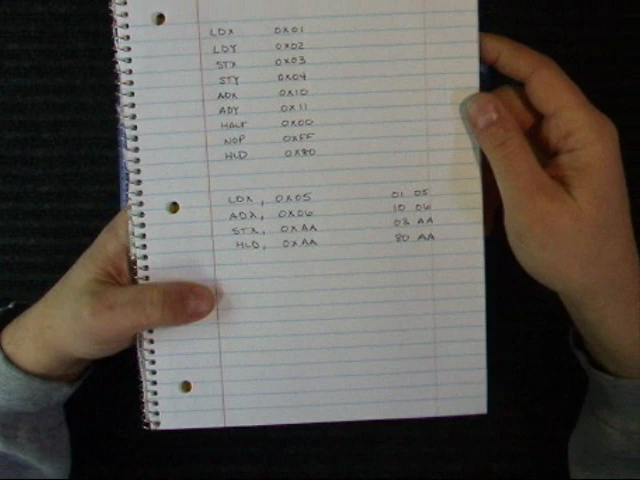 LDX 0X01
LDY 0X02
STX 0X03
STY 0X04
ADX 0X10
ADY 0X11
HALT 0X00
NOP 0XFF
HLD 0X80
LDX, 0X05 01 05
ADX, 0X06 10 06
STX, 0XAA 03 AA
HLD, 0XAA 80 AA